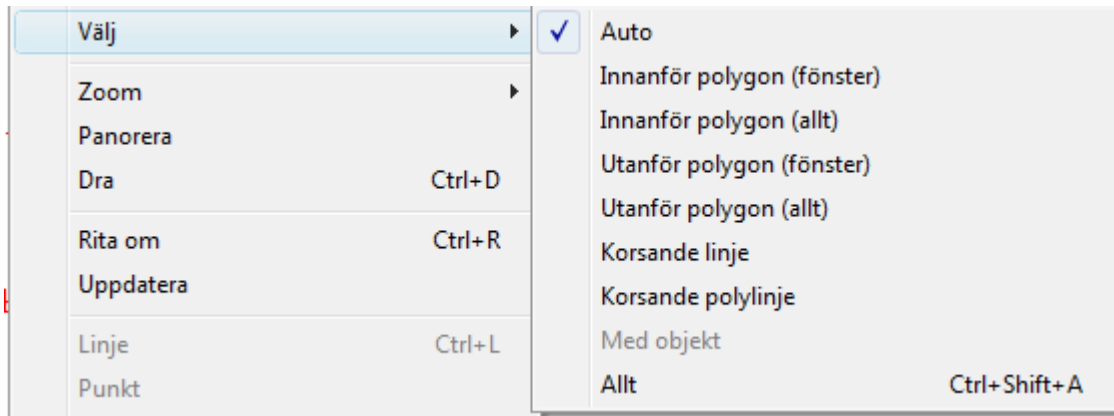 Välj
Zoom
Panorera
Dra Ctrl+D
Rita om Ctrl+R
Uppdatera
Linje Ctrl+L
Punkt
Auto
Innanför polygon (fönster)
Innanför polygon (allt)
Utanför polygon (fönster)
Utanför polygon (allt)
Korsande linje
Korsande polylinje
Med objekt
Allt Ctrl+Shift+A